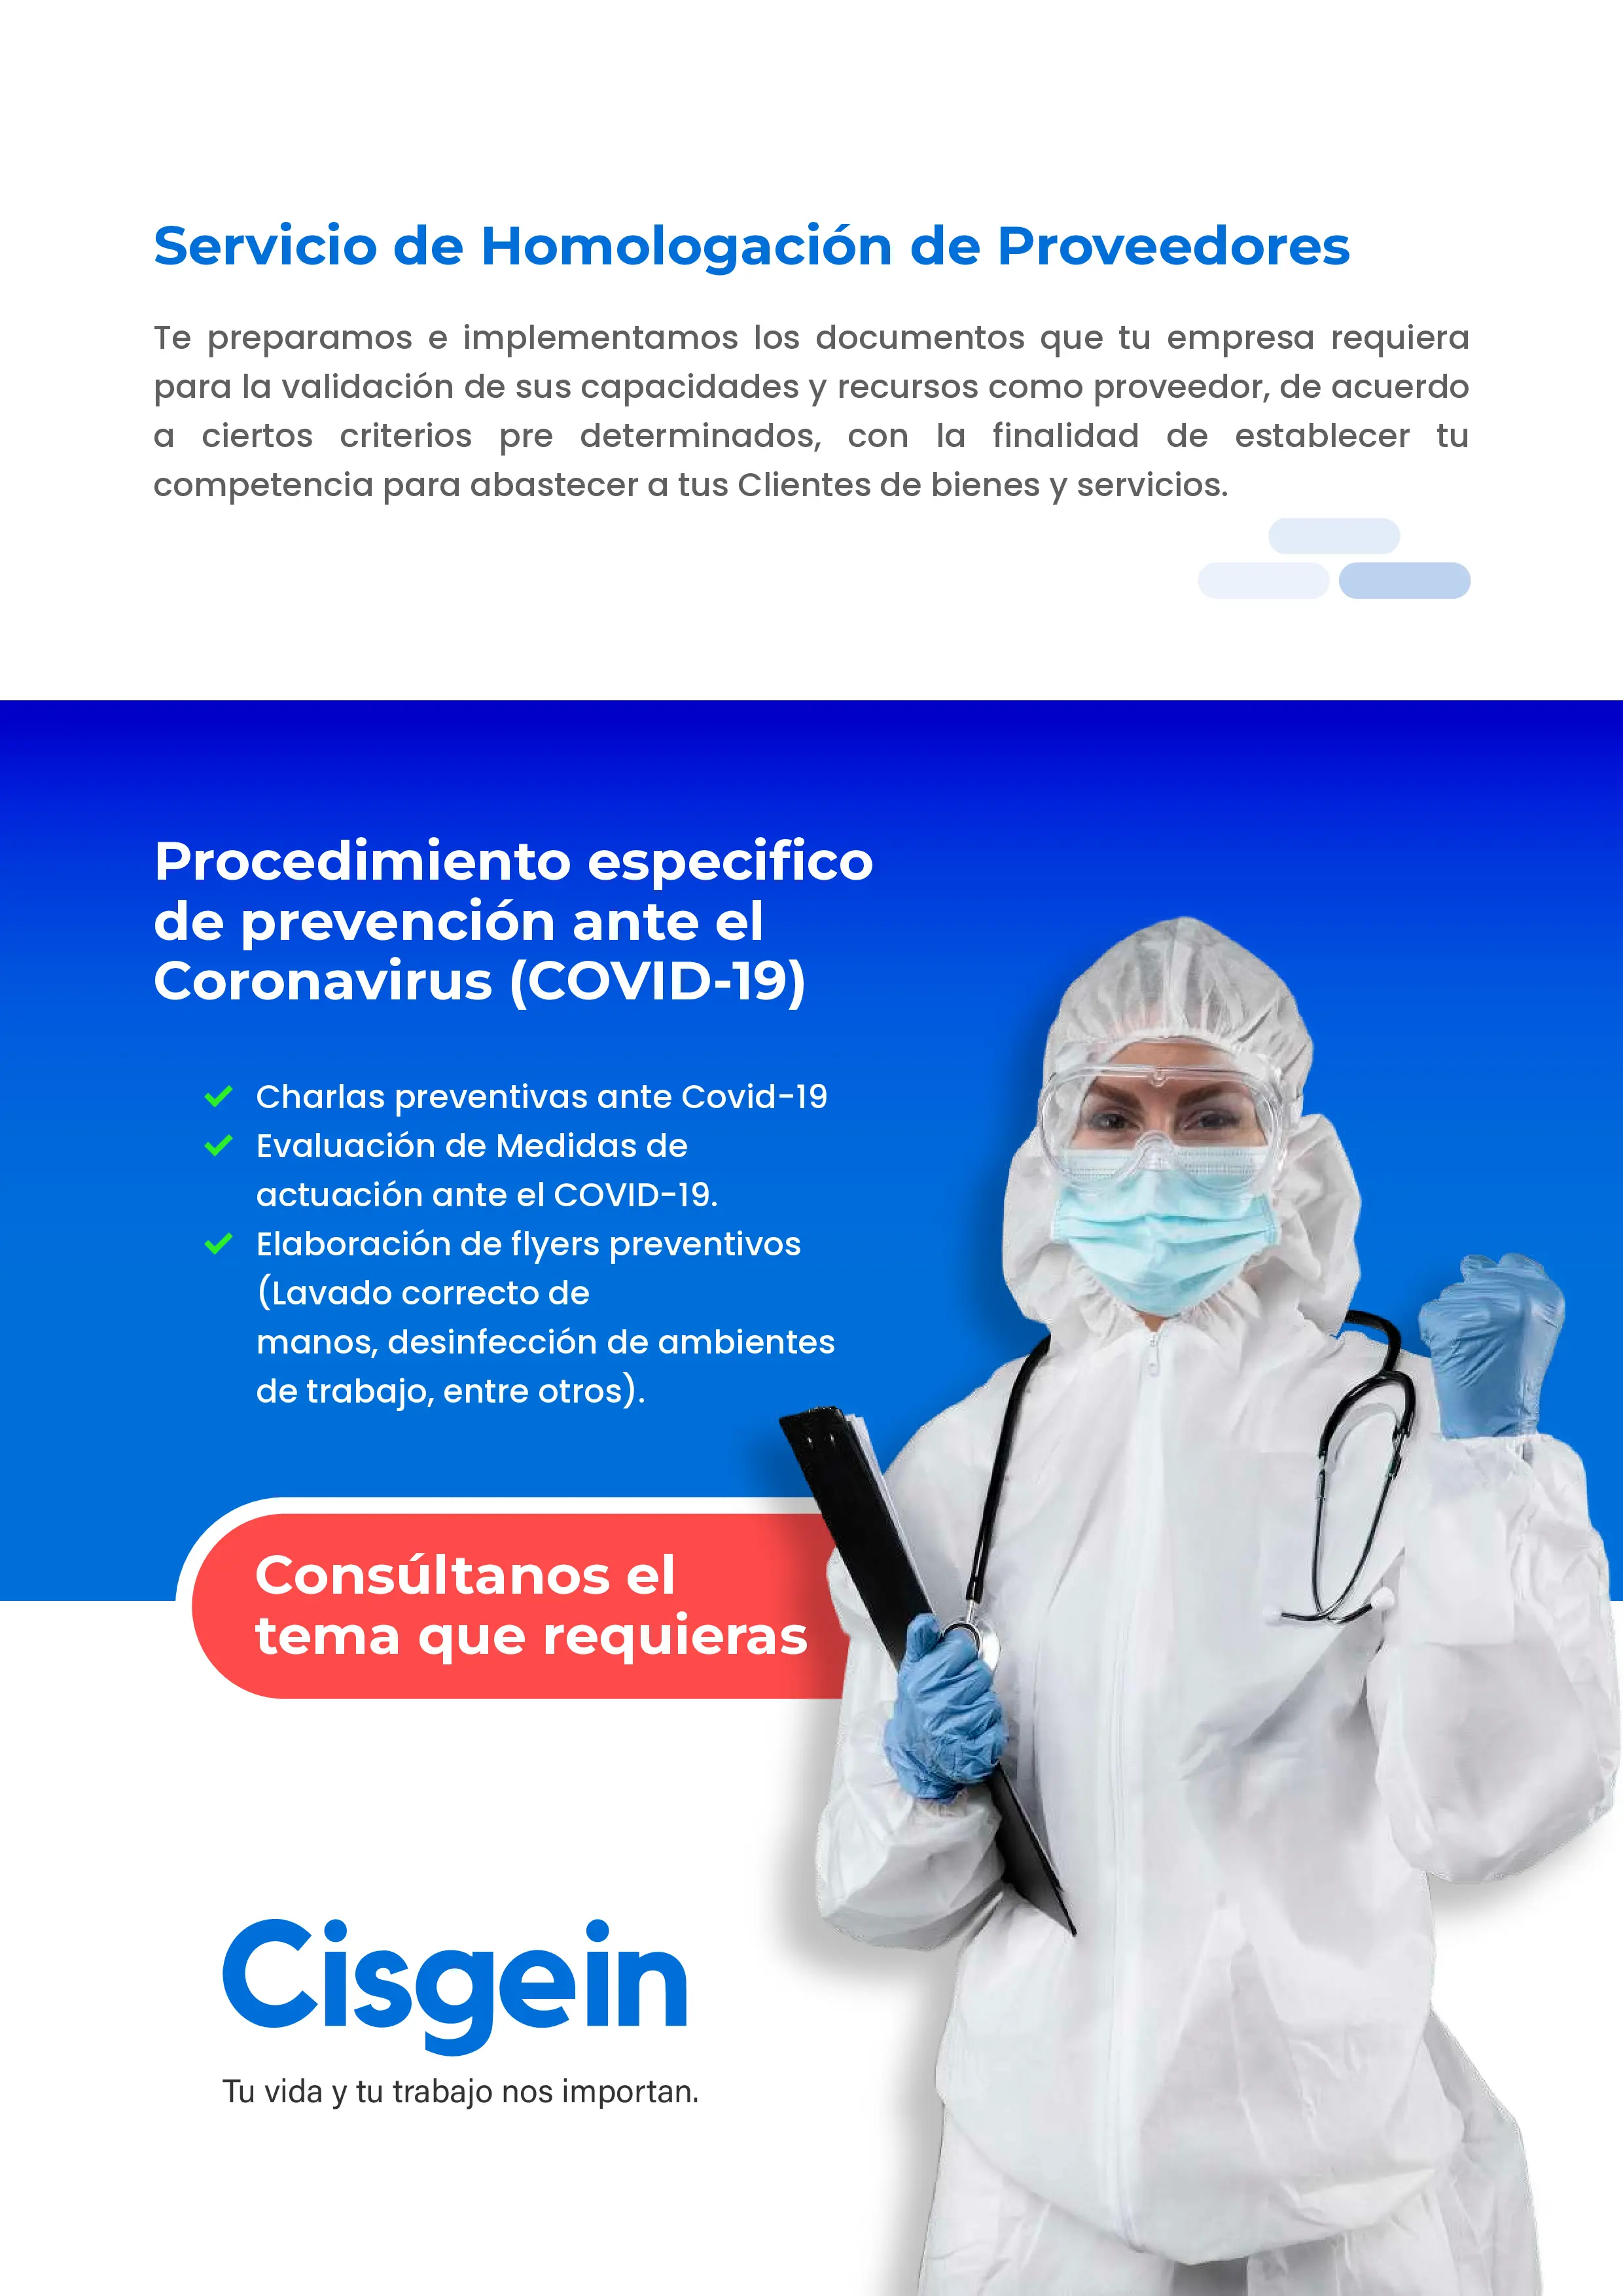 Servicio de Homologación de Proveedores
Te preparamos e implementamos los documentos que tu empresa requiera
para la validación de sus capacidades y recursos como proveedor, de acuerdo
a ciertos criterios pre determinados, con la finalidad de establecer tu
competencia para abastecer a tus Clientes de bienes y servicios.
Procedimiento especifico
de prevención ante el
Coronavirus (COVID-19)
Charlas preventivas ante Covid-19
Evaluación de Medidas de
actuación ante el COVID-19.
Elaboración de flyers preventivos
(Lavado correcto de
manos, desinfección de ambientes
de trabajo, entre otros).
Consúltanos el
tema que requieras
Cisgein
Tu vida y tu trabajo nos importan.